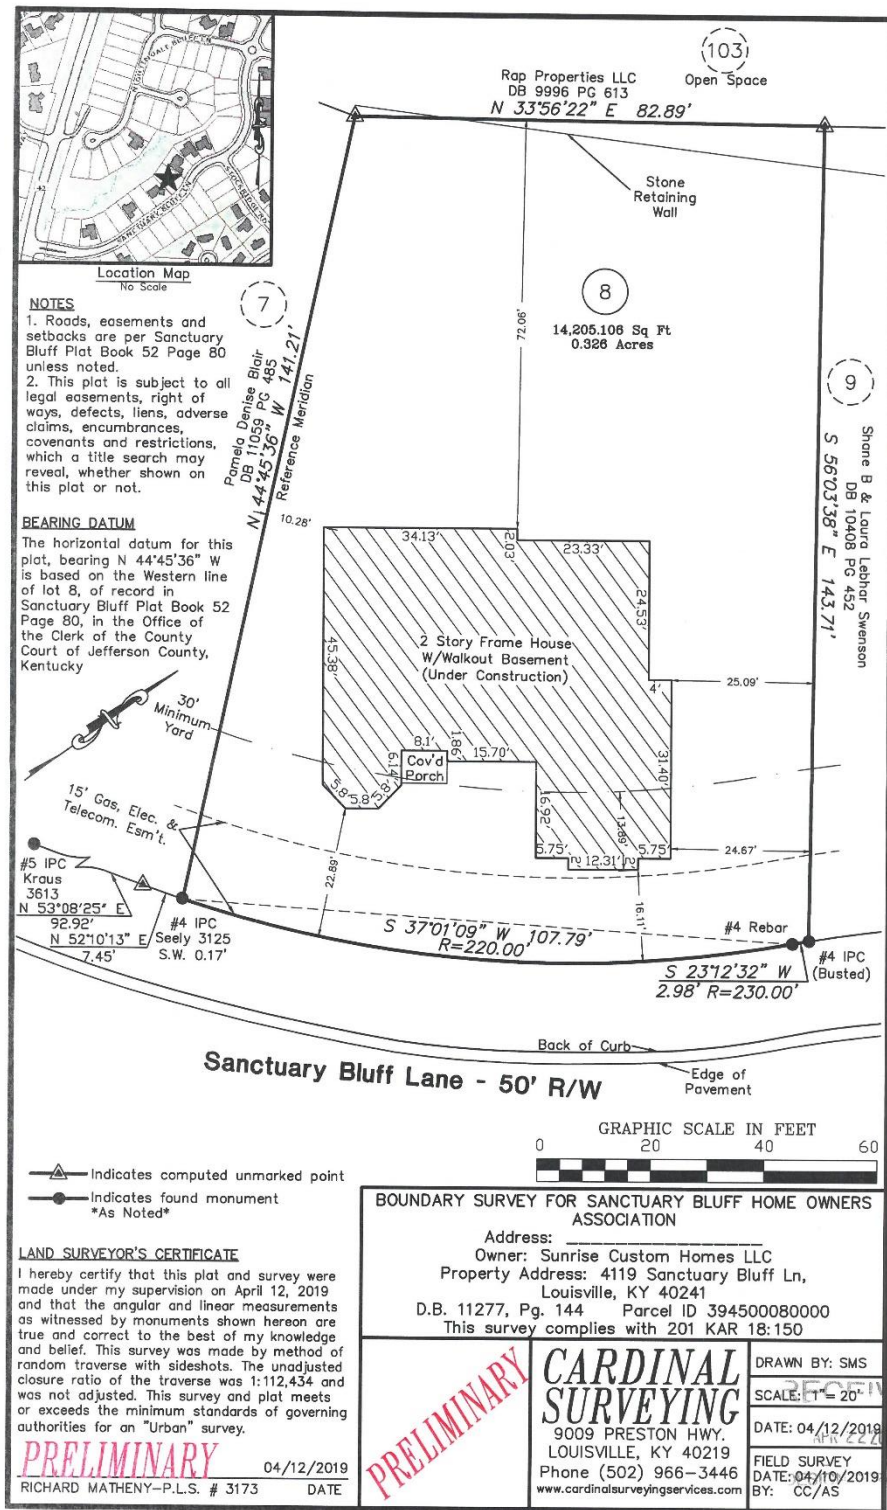 103
Open Space
Rap Properties LLC
DB 9996 PG 613
N 33°56'22" E 82.89'
Stone
Retaining
Wall
NIGHTINGALE BLUFF LN
SANCTUARY BLUFF LN
Location Map
No Scale
NOTES
1. Roads, easements and
setbacks are per Sanctuary
Bluff Plat Book 52 Page 80
unless noted.
2. This plat is subject to all
legal easements, right of
ways, defects, liens, adverse
claims, encumbrances,
covenants and restrictions,
which a title search may
reveal, whether shown on
this plat or not.
BEARING DATUM
The horizontal datum for this
plat, bearing N 44°45'36" W
is based on the Western line
of lot 8, of record in
Sanctuary Bluff Plat Book 52
Page 80, in the Office of
the Clerk of the County
Court of Jefferson County,
Kentucky
7
Pamela Denise Blair
DB 11059 PG 485
N 44°45'36" W 141.21'
Reference Meridian
8
14,205.106 Sq Ft
0.326 Acres
72.06'
9
Shane B & Laura Lebhar Swenson
DB 10408 PG 452
S 56°03'38" E 143.71'
10.28'
34.13'
2.03'
23.33'
24.53'
45.38'
2 Story Frame House
W/Walkout Basement
(Under Construction)
4'
25.09'
31.40'
8.1'
1.86'
15.70'
6.14'
Cov'd
Porch
5.8'
5.8'
5.8'
16.92'
13.89'
5.75'
2'
12.31'
2'
5.75'
24.67'
22.89'
16.11'
30'
Minimum
Yard
15' Gas, Elec. &
Telecom. Esm't.
#5 IPC
Kraus
3613
N 53°08'25" E
92.92'
N 52°10'13" E
7.45'
#4 IPC
Seely 3125
S.W. 0.17'
S 37°01'09" W 107.79'
R=220.00'
#4 Rebar
#4 IPC
(Busted)
S 23°12'32" W
2.98' R=230.00'
Back of Curb
Edge of
Pavement
Sanctuary Bluff Lane - 50' R/W
GRAPHIC SCALE IN FEET
0 20 40 60
Indicates computed unmarked point
Indicates found monument
*As Noted*
LAND SURVEYOR'S CERTIFICATE
I hereby certify that this plat and survey were
made under my supervision on April 12, 2019
and that the angular and linear measurements
as witnessed by monuments shown hereon are
true and correct to the best of my knowledge
and belief. This survey was made by method of
random traverse with sideshots. The unadjusted
closure ratio of the traverse was 1:112,434 and
was not adjusted. This survey and plat meets
or exceeds the minimum standards of governing
authorities for an "Urban" survey.
PRELIMINARY
04/12/2019
RICHARD MATHENY-P.L.S. # 3173 DATE
BOUNDARY SURVEY FOR SANCTUARY BLUFF HOME OWNERS
ASSOCIATION
Address:
Owner: Sunrise Custom Homes LLC
Property Address: 4119 Sanctuary Bluff Ln,
Louisville, KY 40241
D.B. 11277, Pg. 144 Parcel ID 394500080000
This survey complies with 201 KAR 18:150
PRELIMINARY
CARDINAL
SURVEYING
9009 PRESTON HWY.
LOUISVILLE, KY 40219
Phone (502) 966-3446
www.cardinalsurveyingservices.com
DRAWN BY: SMS
SCALE: 1"= 20'
DATE: 04/12/2019
FIELD SURVEY
DATE: 04/10/2019
BY: CC/AS